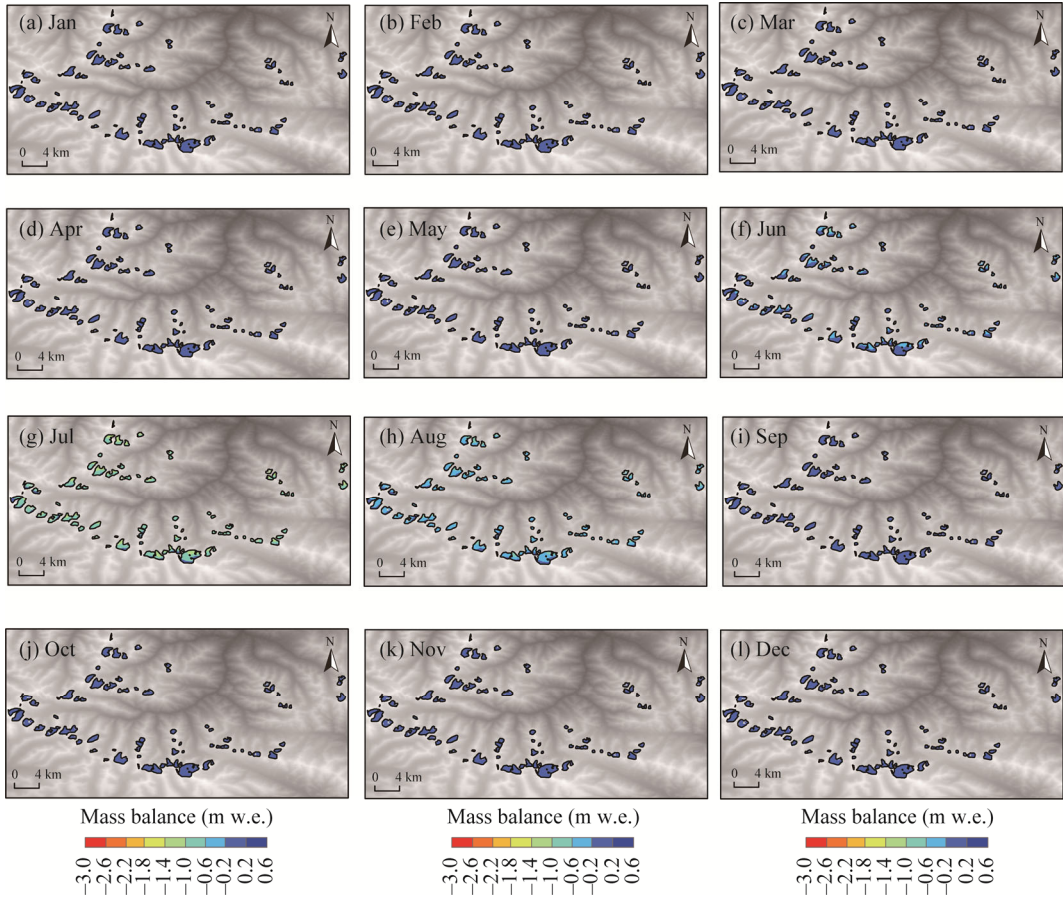 (a) Jan
N
0 4 km
(b) Feb
N
0 4 km
(c) Mar
N
0 4 km
(d) Apr
N
0 4 km
(e) May
N
0 4 km
(f) Jun
N
0 4 km
(g) Jul
N
0 4 km
(h) Aug
N
0 4 km
(i) Sep
N
0 4 km
(j) Oct
N
0 4 km
(k) Nov
N
0 4 km
(l) Dec
N
0 4 km
Mass balance (m w.e.)
−3.0 −2.6 −2.2 −1.8 −1.4 −1.0 −0.6 −0.2 0.2 0.6
Mass balance (m w.e.)
−3.0 −2.6 −2.2 −1.8 −1.4 −1.0 −0.6 −0.2 0.2 0.6
Mass balance (m w.e.)
−3.0 −2.6 −2.2 −1.8 −1.4 −1.0 −0.6 −0.2 0.2 0.6